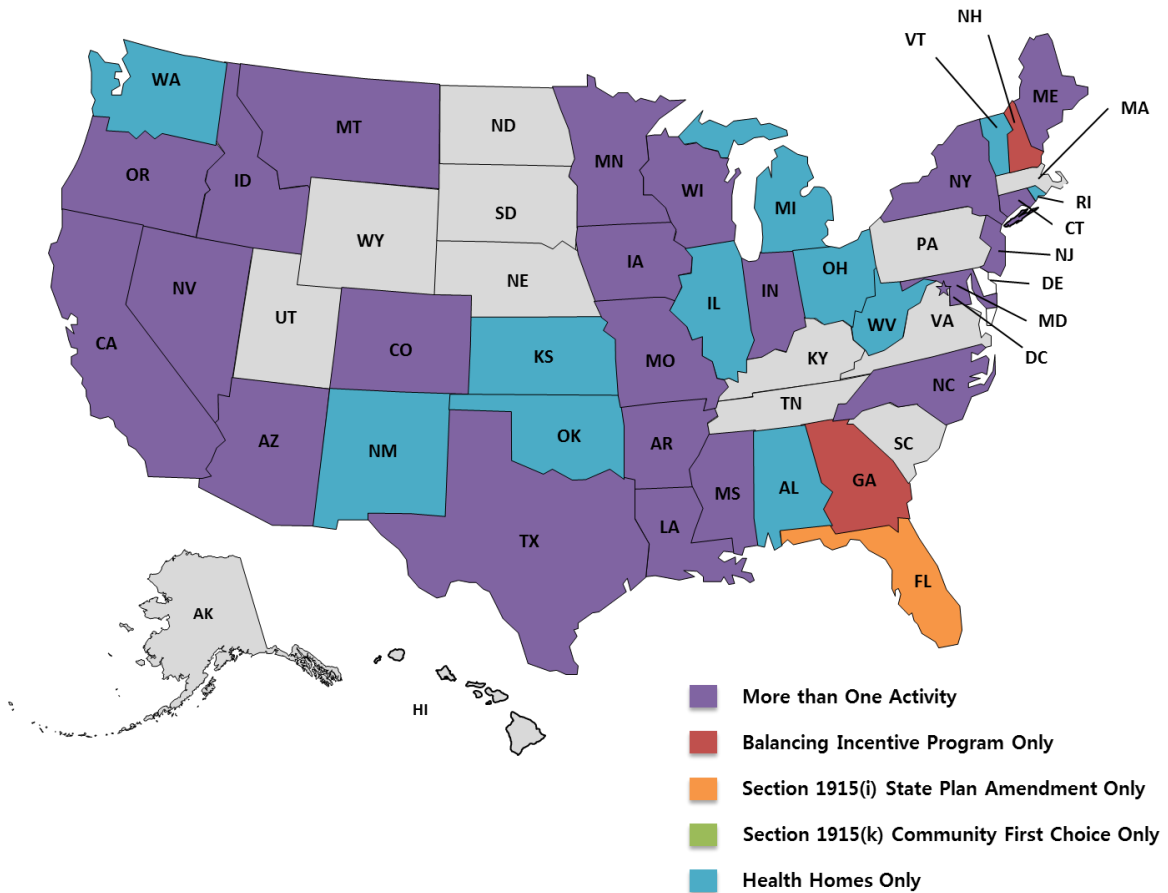 NH
VT
WA
ME
MA
MT
ND
MN
OR
ID
WI
NY
SD
MI
RI
CT
WY
PA
NJ
IA
OH
NE
DE
NV
IN
IL
UT
MD
VA
WV
DC
CA
CO
KS
MO
KY
NC
TN
AZ
OK
NM
AR
SC
GA
AL
MS
LA
TX
FL
AK
HI
More than One Activity
Balancing Incentive Program Only
Section 1915(i) State Plan Amendment Only
Section 1915(k) Community First Choice Only
Health Homes Only